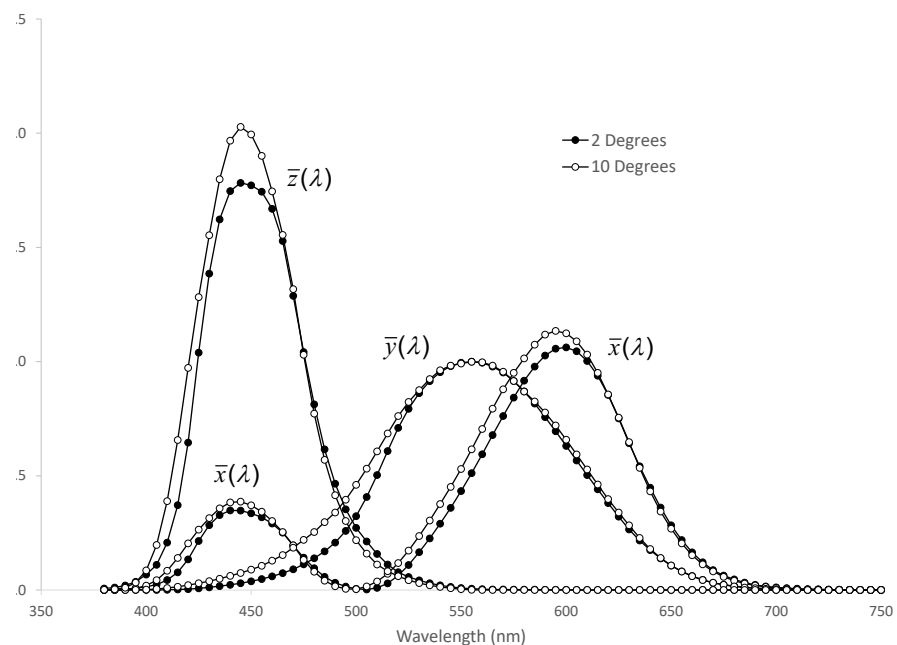 .5
.0
2 Degrees
10 Degrees
z̄(λ)
.5
ȳ(λ)
x̄(λ)
.0
x̄(λ)
.5
.0
350 400 450 500 550 600 650 700 750
Wavelength (nm)